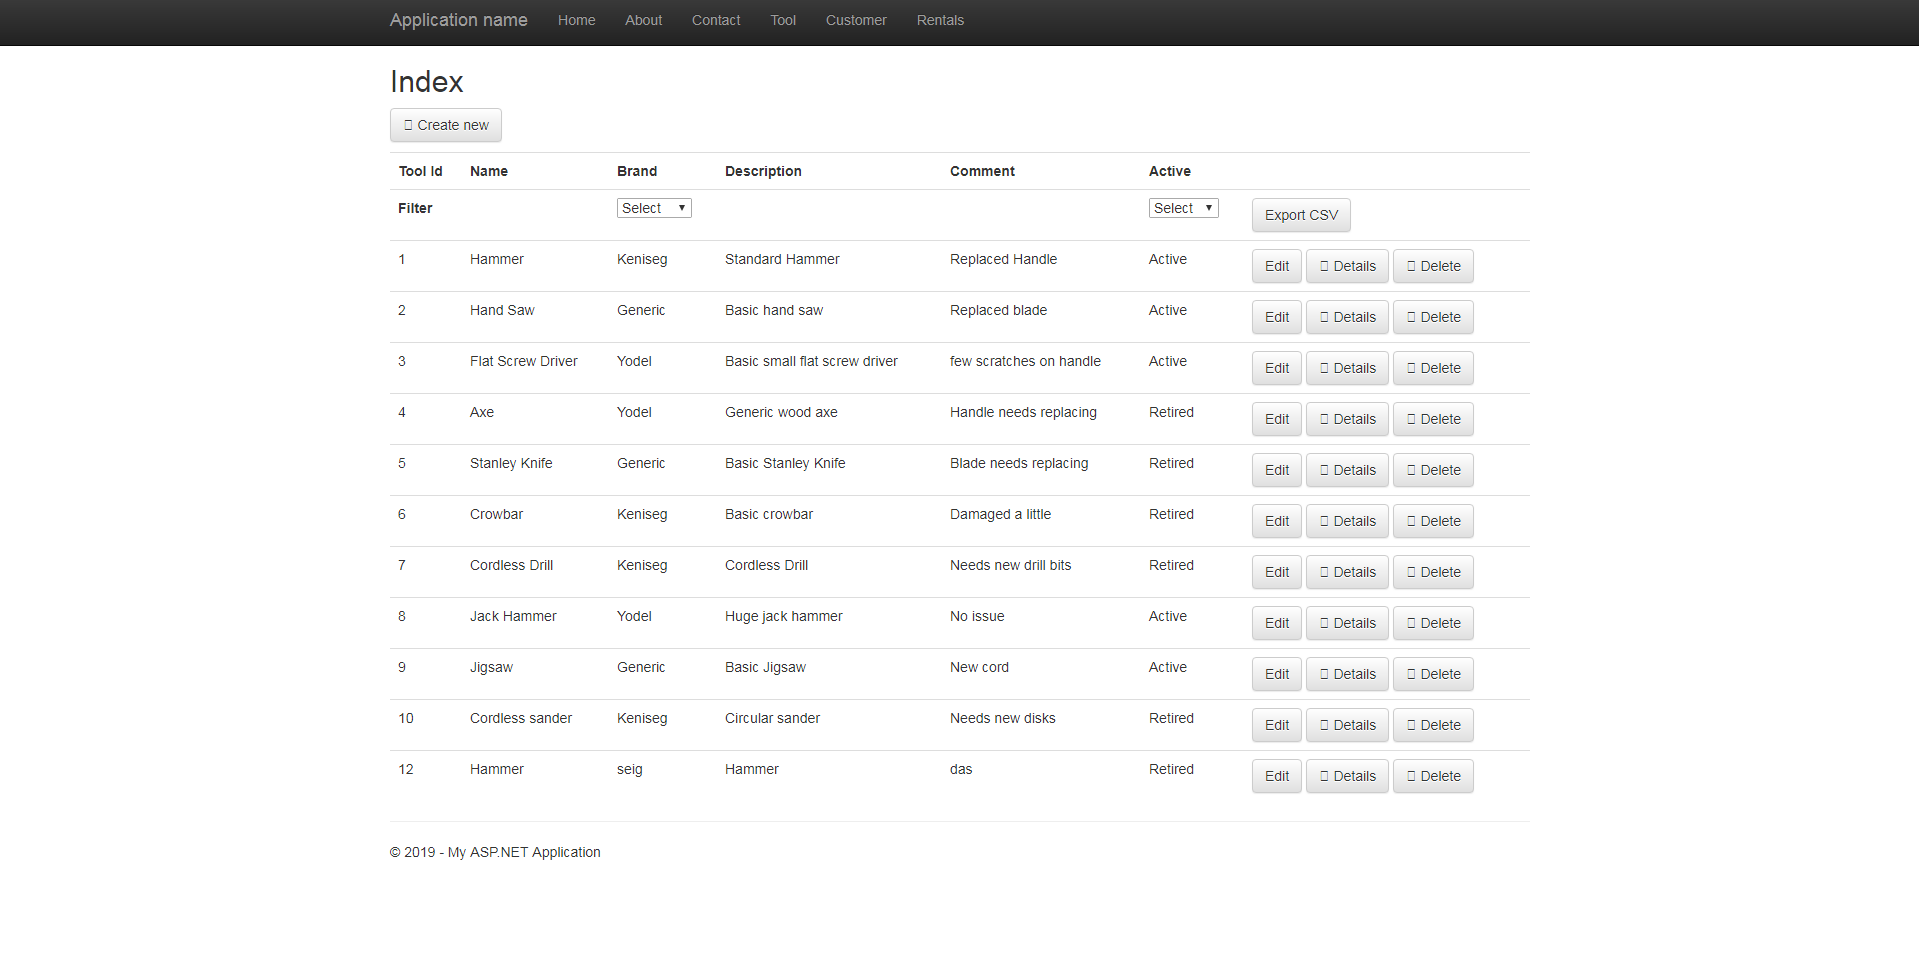 Application name Home About Contact Tool Customer Rentals
Index
Create new
Tool Id Name Brand Description Comment Active
Filter Select Select Export CSV
1 Hammer Keniseg Standard Hammer Replaced Handle Active Edit Details Delete
2 Hand Saw Generic Basic hand saw Replaced blade Active Edit Details Delete
3 Flat Screw Driver Yodel Basic small flat screw driver few scratches on handle Active Edit Details Delete
4 Axe Yodel Generic wood axe Handle needs replacing Retired Edit Details Delete
5 Stanley Knife Generic Basic Stanley Knife Blade needs replacing Retired Edit Details Delete
6 Crowbar Keniseg Basic crowbar Damaged a little Retired Edit Details Delete
7 Cordless Drill Keniseg Cordless Drill Needs new drill bits Retired Edit Details Delete
8 Jack Hammer Yodel Huge jack hammer No issue Active Edit Details Delete
9 Jigsaw Generic Basic Jigsaw New cord Active Edit Details Delete
10 Cordless sander Keniseg Circular sander Needs new disks Retired Edit Details Delete
12 Hammer seig Hammer das Retired Edit Details Delete
© 2019 - My ASP.NET Application